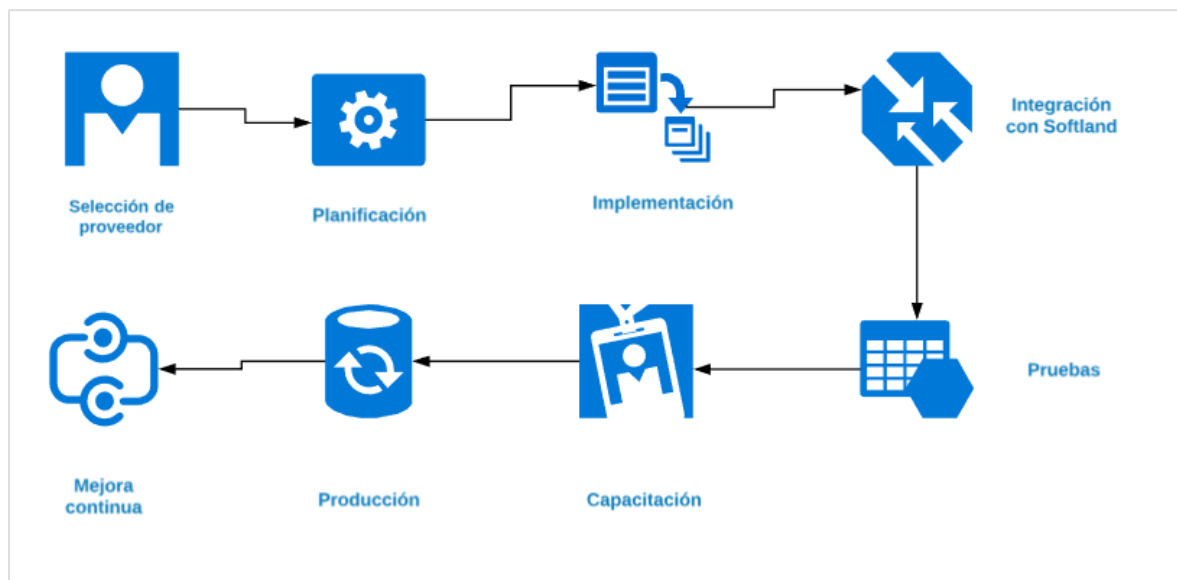 Selección de
proveedor
Planificación
Implementación
Integración
con Softland
Pruebas
Capacitación
Producción
Mejora
continua